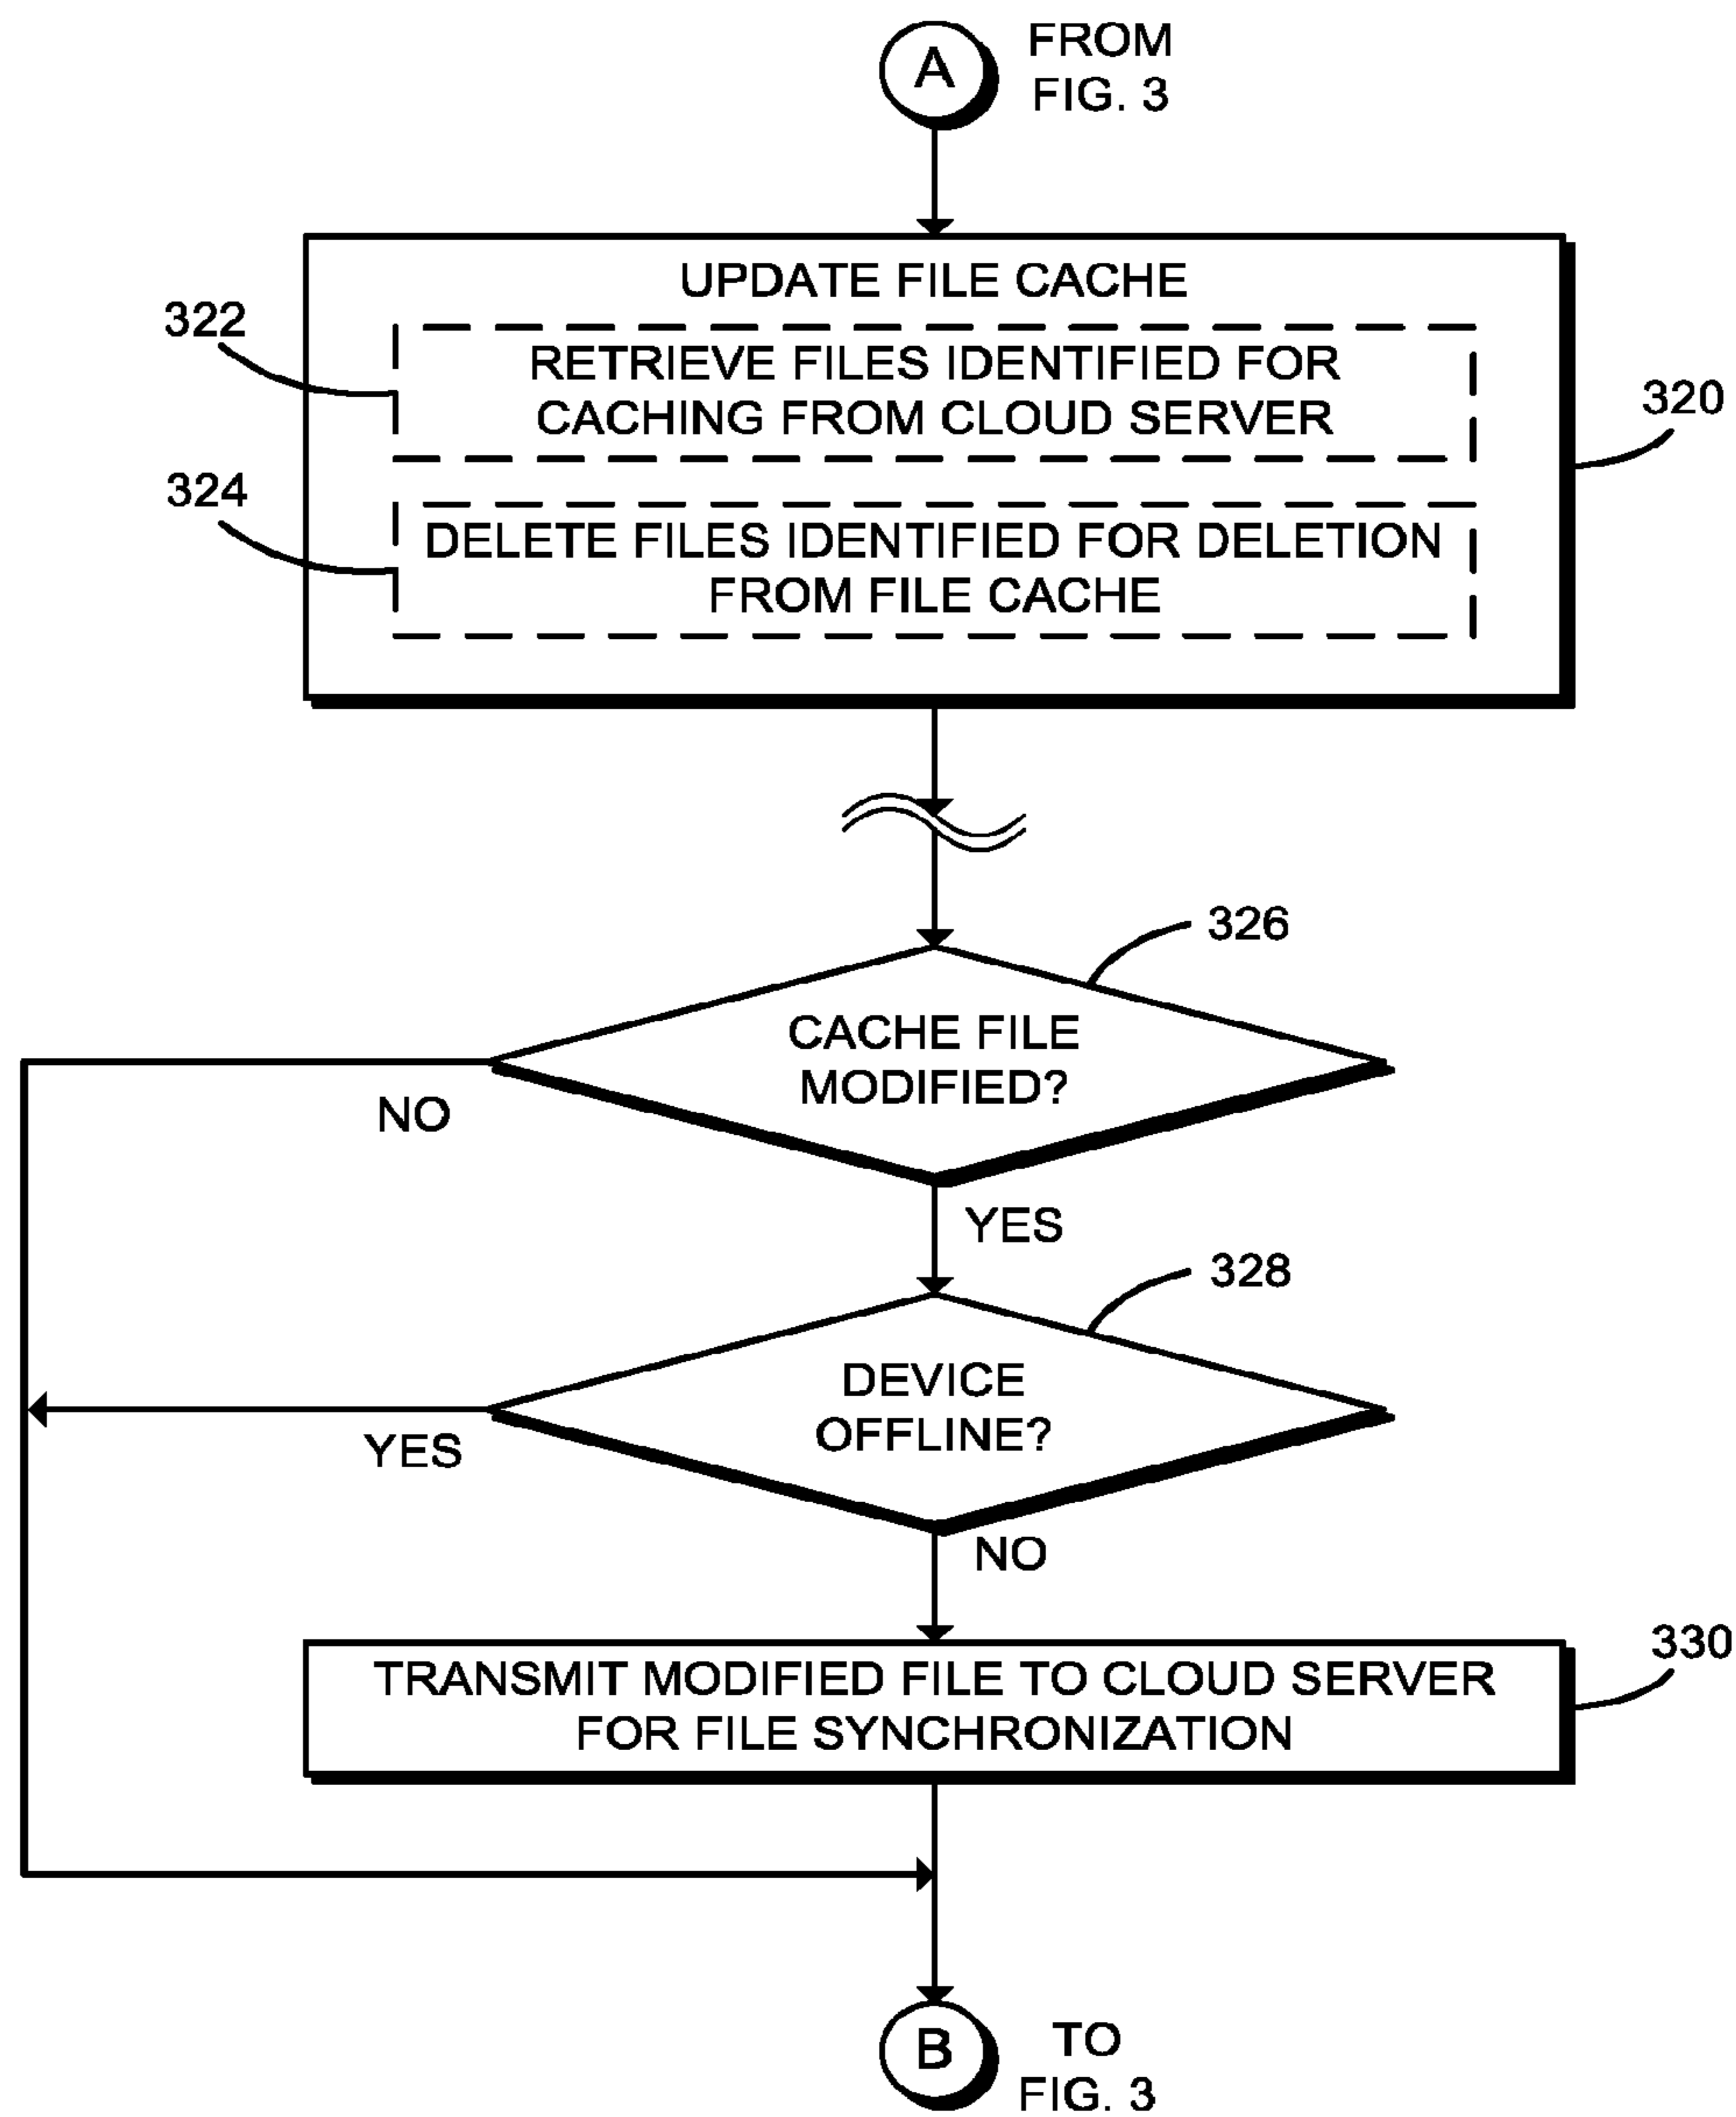 A
FROM
FIG. 3
UPDATE FILE CACHE
322
RETRIEVE FILES IDENTIFIED FOR
CACHING FROM CLOUD SERVER
320
324
DELETE FILES IDENTIFIED FOR DELETION
FROM FILE CACHE
326
CACHE FILE
MODIFIED?
NO
YES
328
DEVICE
OFFLINE?
YES
NO
330
TRANSMIT MODIFIED FILE TO CLOUD SERVER
FOR FILE SYNCHRONIZATION
B
TO
FIG. 3